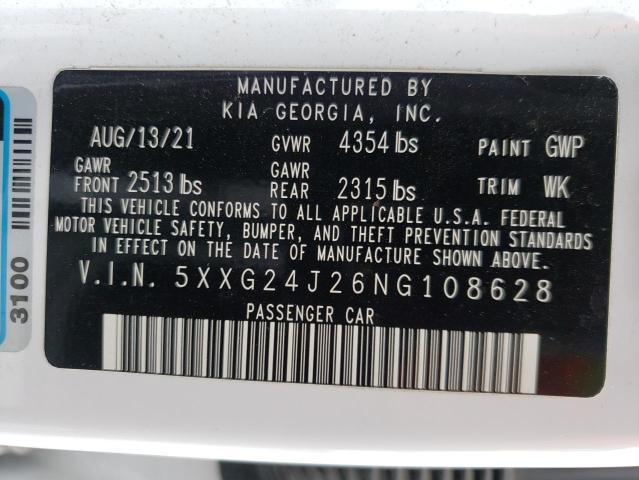 MANUFACTURED BY
KIA GEORGIA, INC.
AUG/13/21 GVWR 4354 lbs PAINT GWP
GAWR FRONT 2513 lbs GAWR REAR 2315 lbs TRIM WK
THIS VEHICLE CONFORMS TO ALL APPLICABLE U.S.A. FEDERAL
MOTOR VEHICLE SAFETY, BUMPER, AND THEFT PREVENTION STANDARDS
IN EFFECT ON THE DATE OF MANUFACTURE SHOWN ABOVE.
V.I.N. 5XXG24J26NG108628
PASSENGER CAR
3100